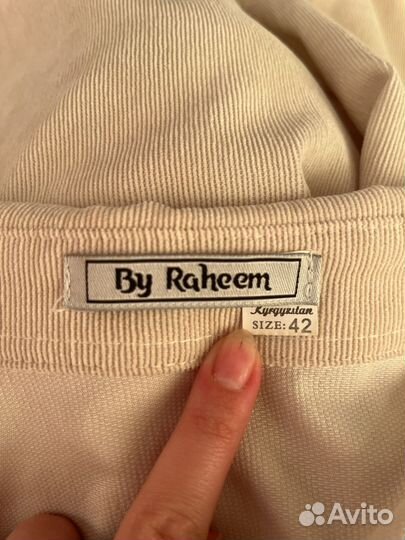 By Raheem
Kyrgyzstan
SIZE: 42
Avito